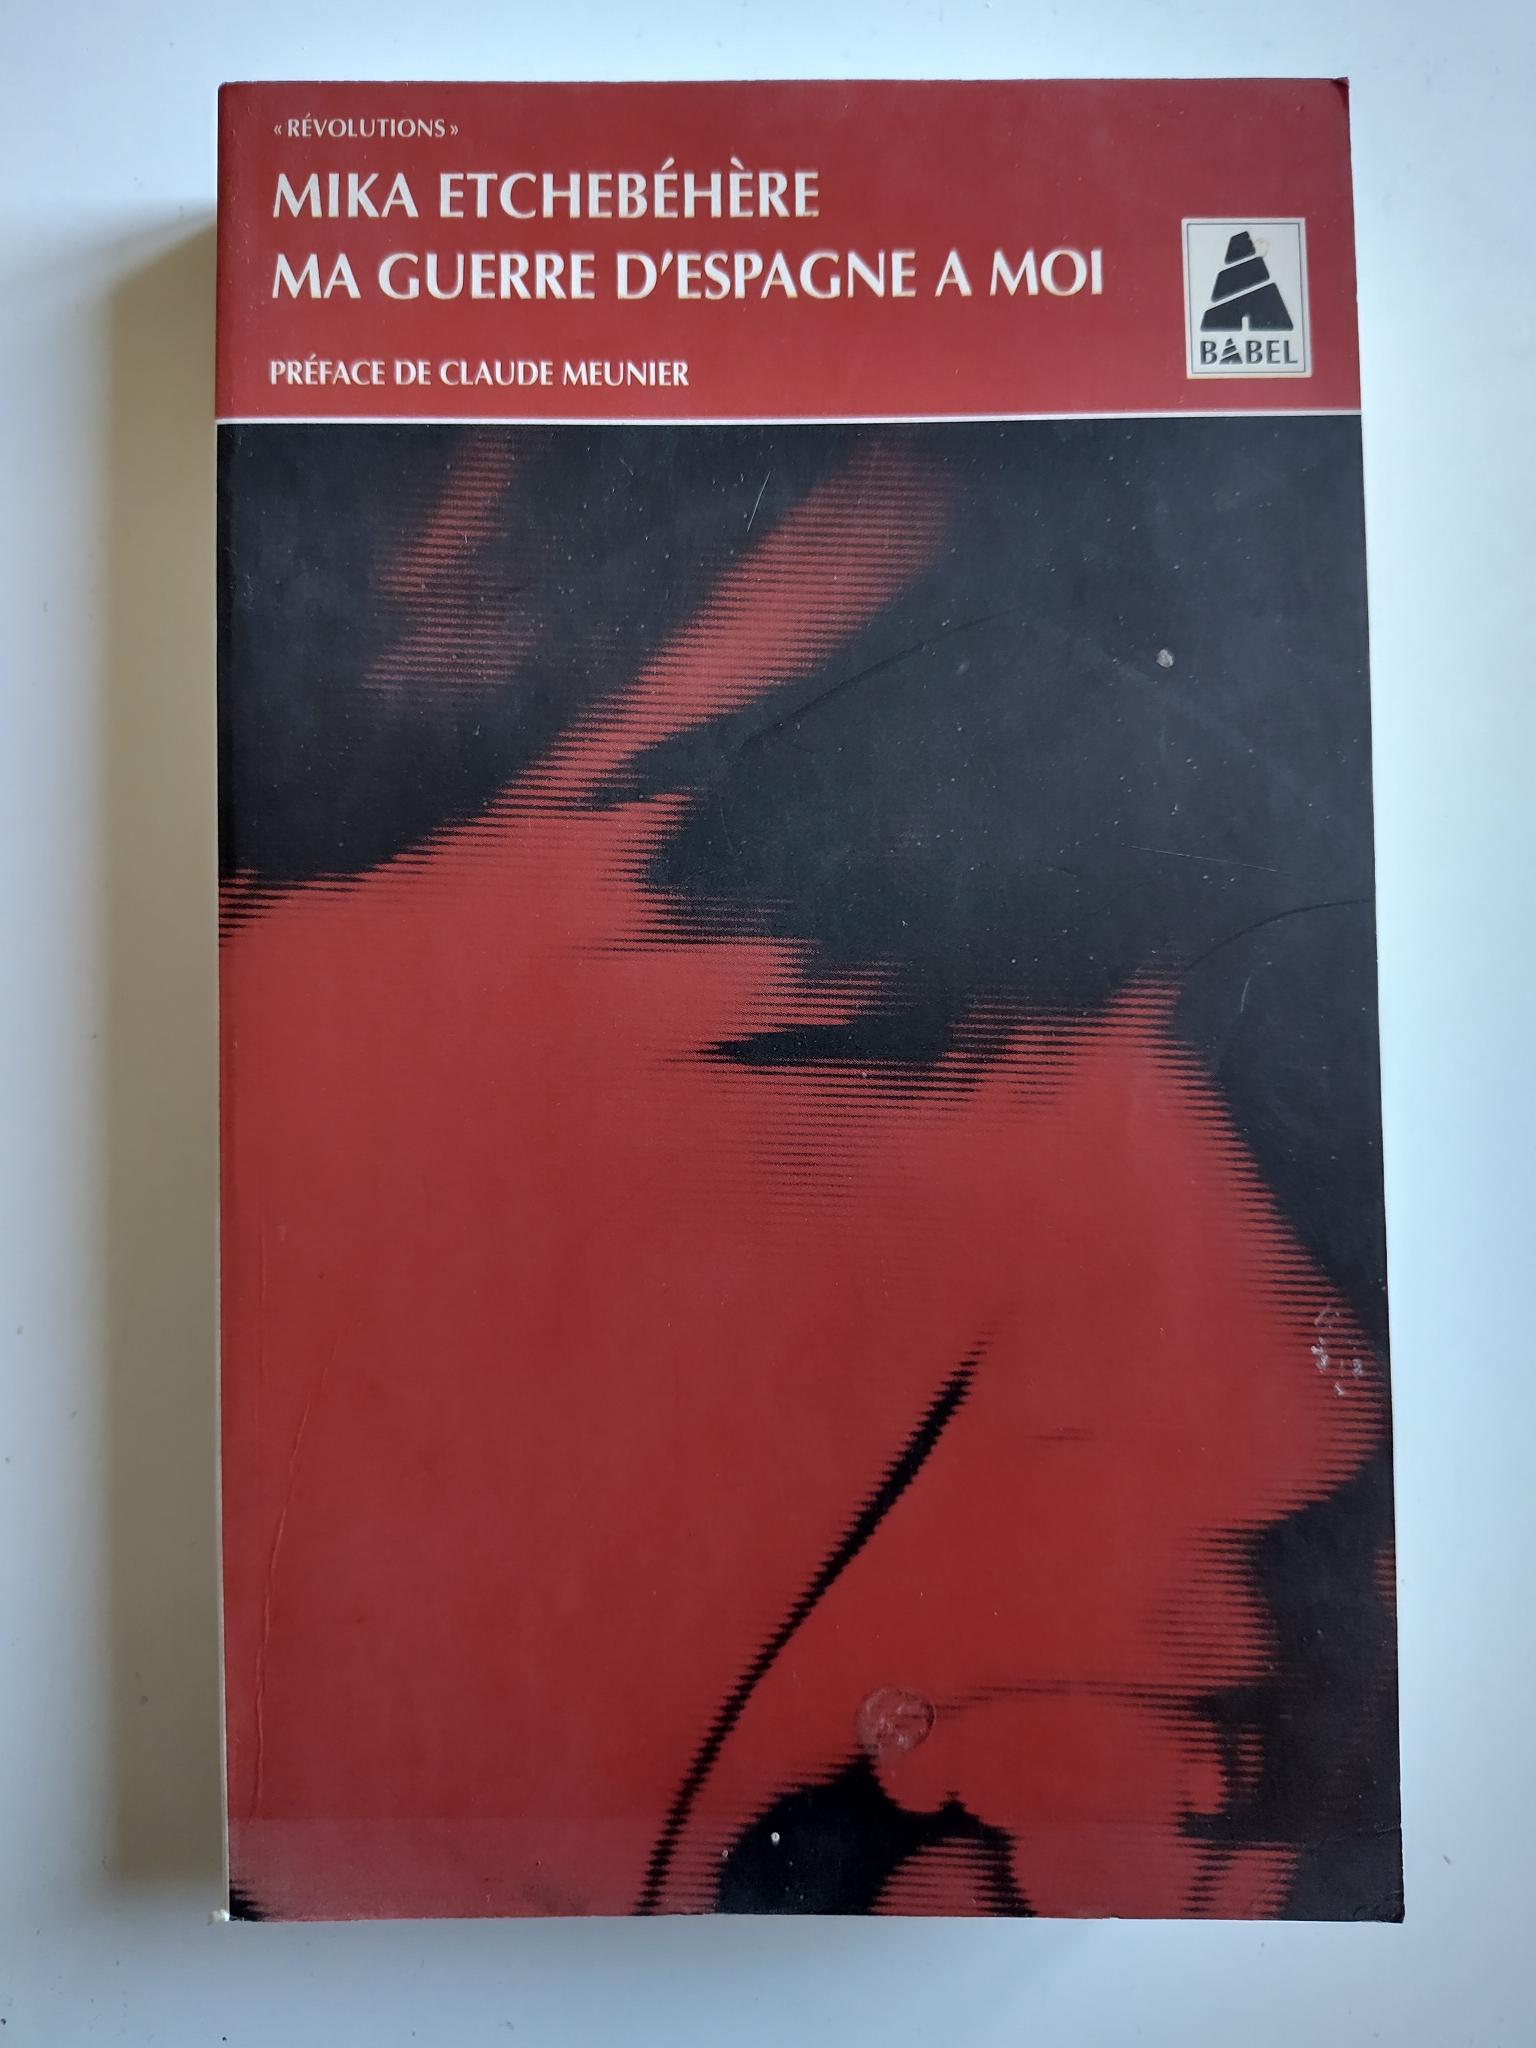 « RÉVOLUTIONS »
MIKA ETCHEBÉHÈRE
MA GUERRE D'ESPAGNE A MOI
PRÉFACE DE CLAUDE MEUNIER
BABEL